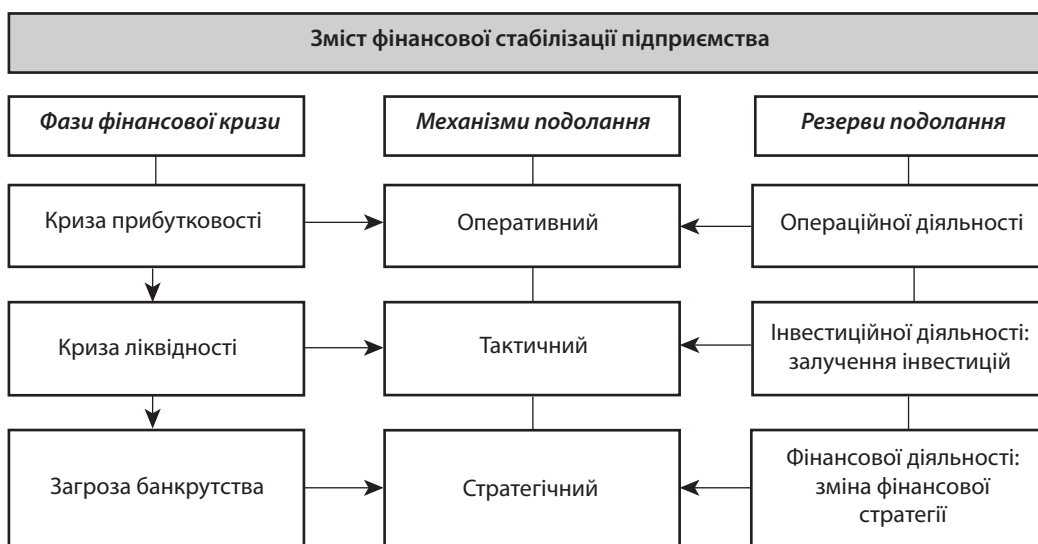 Зміст фінансової стабілізації підприємства
Фази фінансової кризи
Механізми подолання
Резерви подолання
Криза прибутковості
Оперативний
Операційної діяльності
Криза ліквідності
Тактичний
Інвестиційної діяльності:
залучення інвестицій
Загроза банкрутства
Стратегічний
Фінансової діяльності:
зміна фінансової
стратегії